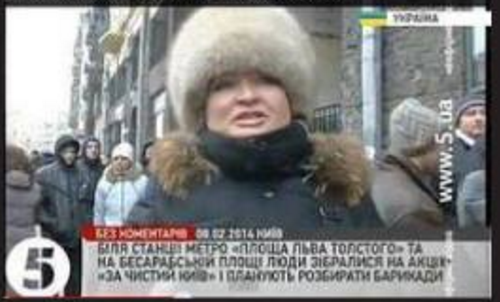 УКРАЇНА
www.5.ua
БЕЗ КОМЕНТАРІВ 08.02.2014 КИЇВ
5
БІЛЯ СТАНЦІЇ МЕТРО «ПЛОЩА ЛЬВА ТОЛСТОГО» ТА
НА БЕСАРАБСЬКІЙ ПЛОЩІ ЛЮДИ ЗІБРАЛИСЯ НА АКЦІЮ
«ЗА ЧИСТИЙ КИЇВ» І ПЛАНУЮТЬ РОЗБИРАТИ БАРИКАДИ